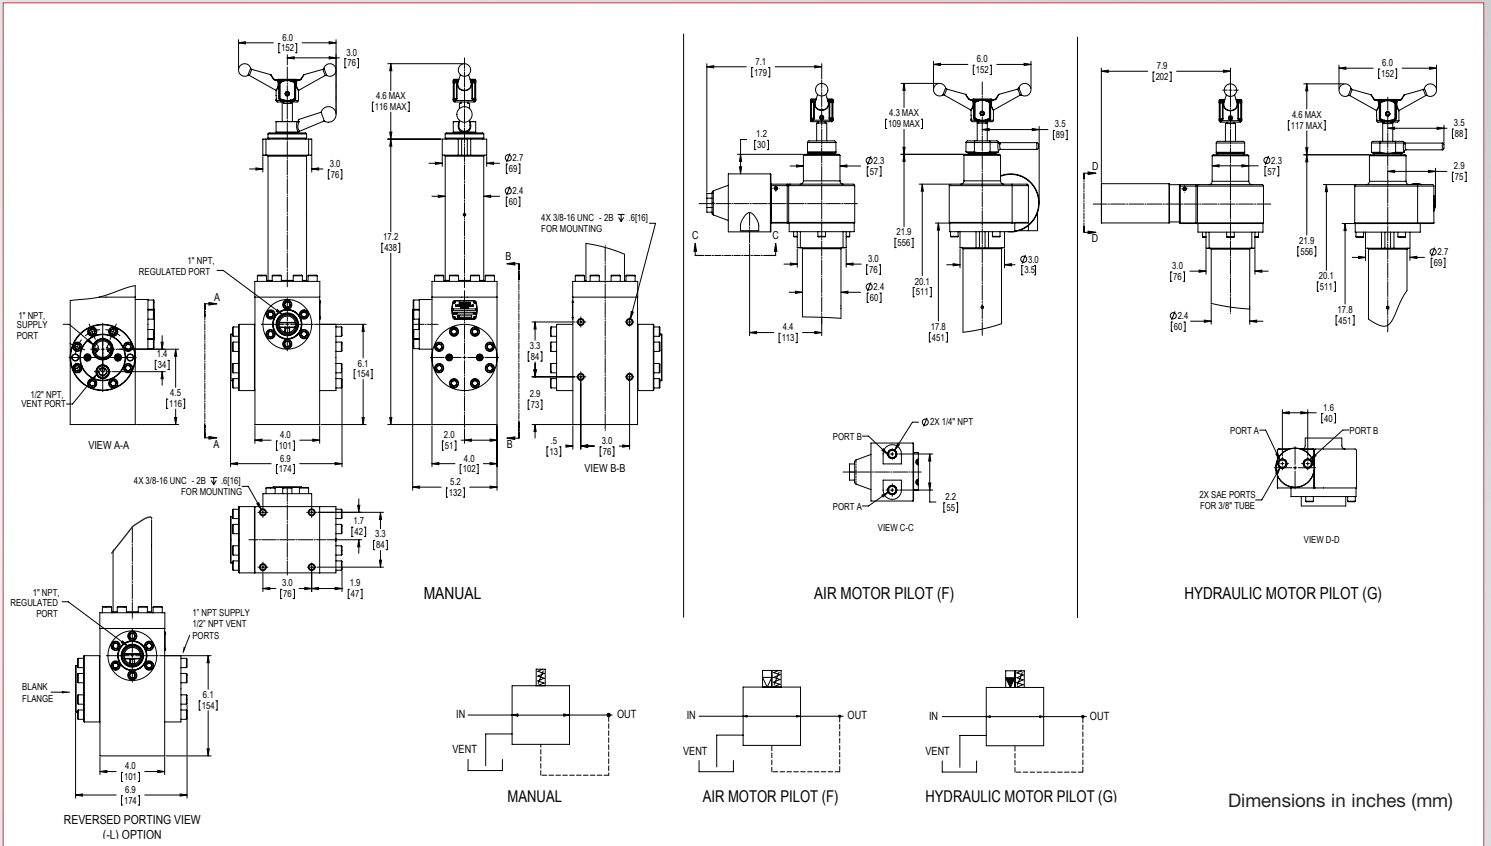 6.0
[152]
3.0
[76]
4.6 MAX
[116 MAX]
3.0
[76]
Ø2.7
[69]
Ø2.4
[60]
17.2
[438]
1" NPT,
REGULATED PORT
4X 3/8-16 UNC - 2B ↧ .6[16]
FOR MOUNTING
A
A
B
B
1" NPT,
SUPPLY
PORT
1/2" NPT,
VENT PORT
1.4
[34]
4.5
[116]
VIEW A-A
6.1
[154]
4.0
[101]
6.9
[174]
2.0
[51]
4.0
[102]
5.2
[132]
3.3
[84]
2.9
[73]
.5
[13]
3.0
[76]
VIEW B-B
4X 3/8-16 UNC - 2B ↧ .6[16]
FOR MOUNTING
1.7
[42]
3.3
[84]
3.0
[76]
1.9
[47]
MANUAL
1" NPT,
REGULATED
PORT
1" NPT SUPPLY
1/2" NPT VENT
PORTS
BLANK
FLANGE
6.1
[154]
4.0
[101]
6.9
[174]
REVERSED PORTING VIEW
(-L) OPTION
7.1
[179]
6.0
[152]
4.3 MAX
[109 MAX]
3.5
[89]
1.2
[30]
Ø2.3
[57]
C
C
21.9
[556]
3.0
[76]
Ø3.0
[3.5]
Ø2.4
[60]
20.1
[511]
4.4
[113]
17.8
[451]
Ø2X 1/4" NPT
PORT B
PORT A
2.2
[55]
VIEW C-C
AIR MOTOR PILOT (F)
7.9
[202]
6.0
[152]
4.6 MAX
[117 MAX]
3.5
[88]
D
D
Ø2.3
[57]
2.9
[75]
21.9
[556]
Ø2.7
[69]
3.0
[76]
20.1
[511]
Ø2.4
[60]
17.8
[451]
1.6
[40]
PORT A
PORT B
2X SAE PORTS
FOR 3/8" TUBE
VIEW D-D
HYDRAULIC MOTOR PILOT (G)
IN
OUT
VENT
MANUAL
IN
OUT
VENT
AIR MOTOR PILOT (F)
IN
OUT
VENT
HYDRAULIC MOTOR PILOT (G)
Dimensions in inches (mm)